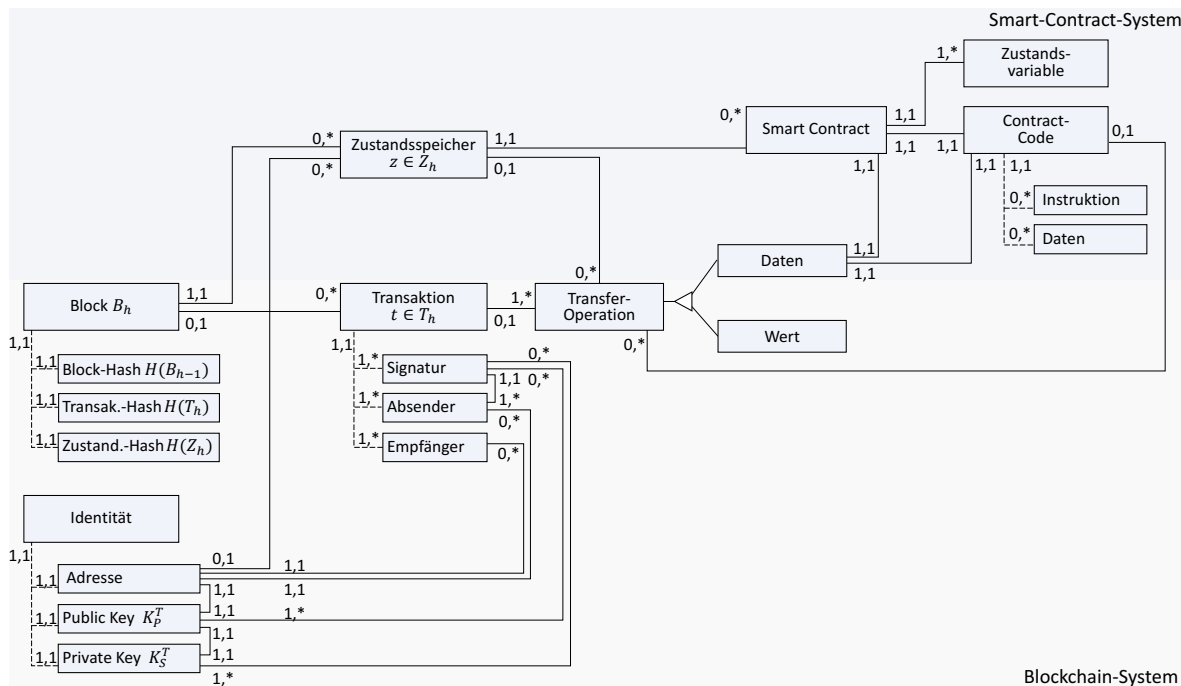 Smart-Contract-System
Zustands-
variable
1,*
0,*
Smart Contract
1,1
1,1
1,1
1,1
Contract-
Code
0,1
1,1
1,1
0,*
0,*
Zustandsspeicher
z ∈ Z_h
1,1
0,1
0,*
Instruktion
0,*
Daten
Daten
1,1
1,1
0,*
Block B_h
1,1
0,1
0,*
Transaktion
t ∈ T_h
1,*
0,1
Transfer-
Operation
0,*
Wert
1,1
1,1
Block-Hash H(B_{h−1})
1,1
Transak.-Hash H(T_h)
1,1
Zustand.-Hash H(Z_h)
1,1
1,*
Signatur
0,*
0,*
1,1
1,*
Absender
1,*
0,*
1,*
Empfänger
0,*
Identität
1,1
1,1
Adresse
0,1
1,1
1,1
1,1
1,1
Public Key K_P^T
1,1
1,*
1,1
1,1
Private Key K_S^T
1,1
1,*
Blockchain-System